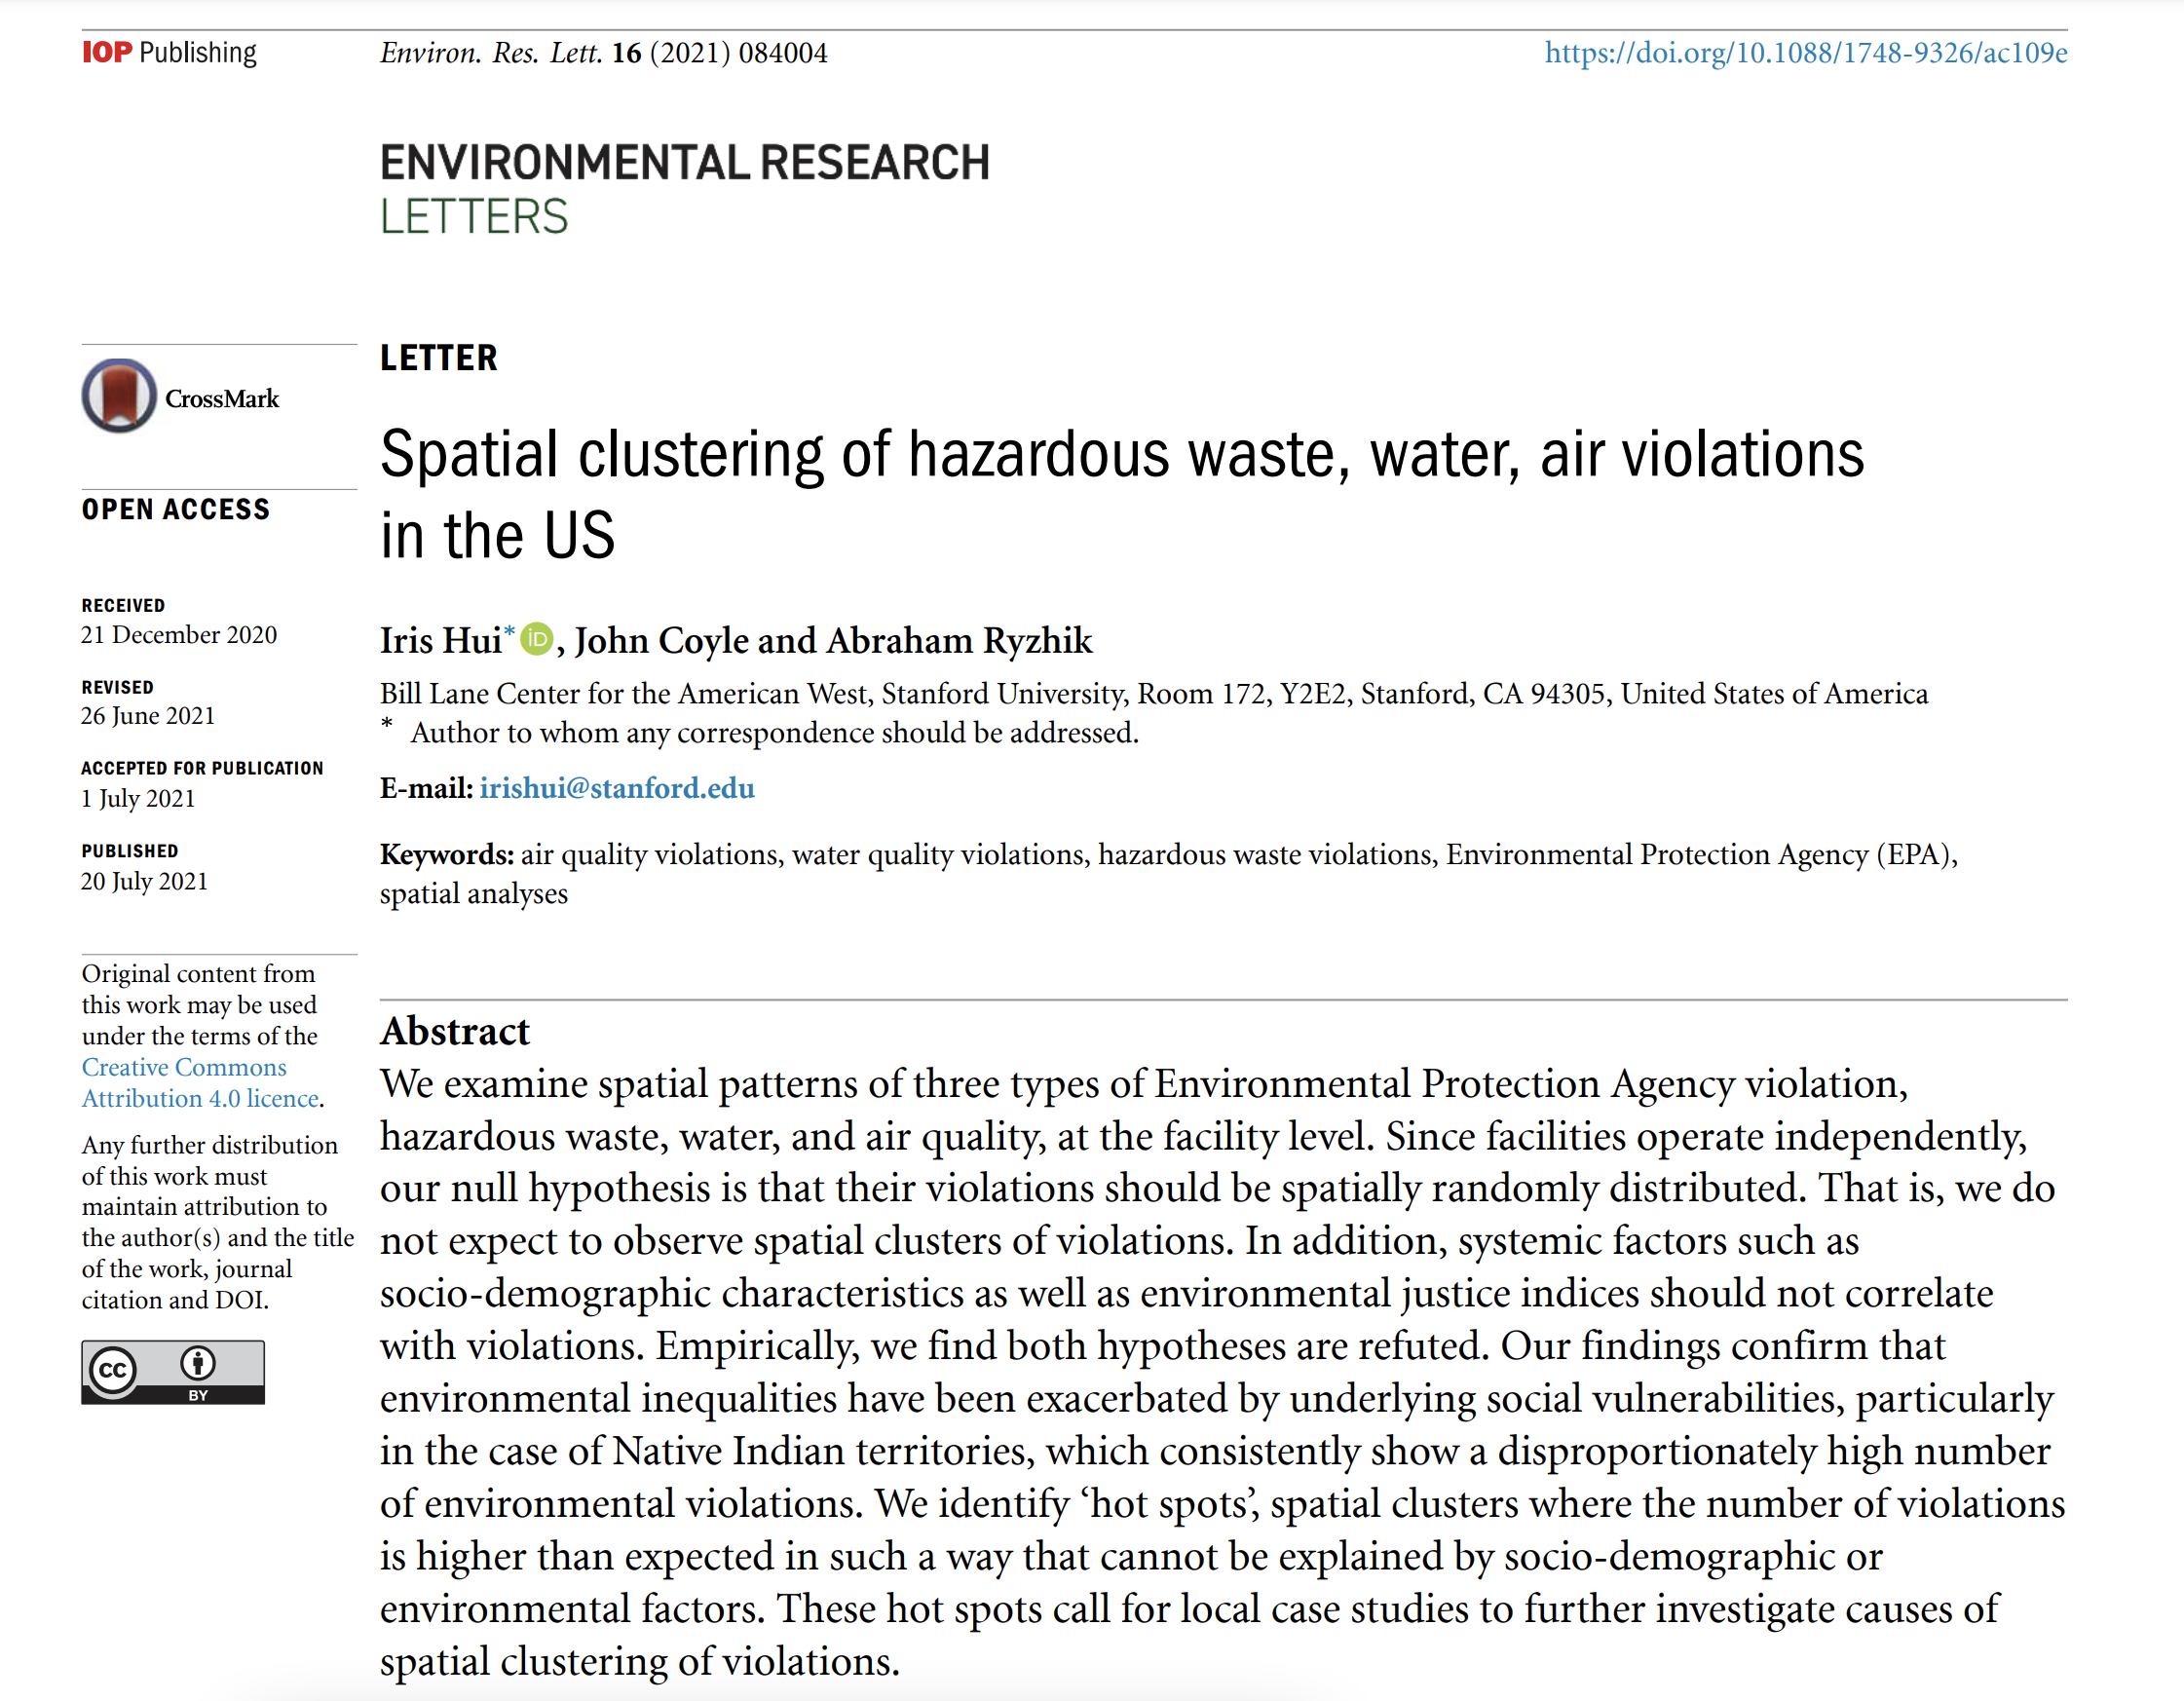 IOP Publishing
Environ. Res. Lett. 16 (2021) 084004
https://doi.org/10.1088/1748-9326/ac109e
ENVIRONMENTAL RESEARCH
LETTERS
CrossMark
OPEN ACCESS
RECEIVED
21 December 2020
REVISED
26 June 2021
ACCEPTED FOR PUBLICATION
1 July 2021
PUBLISHED
20 July 2021
Original content from
this work may be used
under the terms of the
Creative Commons
Attribution 4.0 licence.
Any further distribution
of this work must
maintain attribution to
the author(s) and the title
of the work, journal
citation and DOI.
cc
BY
LETTER
Spatial clustering of hazardous waste, water, air violations
in the US
Iris Hui* iD, John Coyle and Abraham Ryzhik
Bill Lane Center for the American West, Stanford University, Room 172, Y2E2, Stanford, CA 94305, United States of America
* Author to whom any correspondence should be addressed.
E-mail: irishui@stanford.edu
Keywords: air quality violations, water quality violations, hazardous waste violations, Environmental Protection Agency (EPA),
spatial analyses
Abstract
We examine spatial patterns of three types of Environmental Protection Agency violation,
hazardous waste, water, and air quality, at the facility level. Since facilities operate independently,
our null hypothesis is that their violations should be spatially randomly distributed. That is, we do
not expect to observe spatial clusters of violations. In addition, systemic factors such as
socio-demographic characteristics as well as environmental justice indices should not correlate
with violations. Empirically, we find both hypotheses are refuted. Our findings confirm that
environmental inequalities have been exacerbated by underlying social vulnerabilities, particularly
in the case of Native Indian territories, which consistently show a disproportionately high number
of environmental violations. We identify ‘hot spots’, spatial clusters where the number of violations
is higher than expected in such a way that cannot be explained by socio-demographic or
environmental factors. These hot spots call for local case studies to further investigate causes of
spatial clustering of violations.